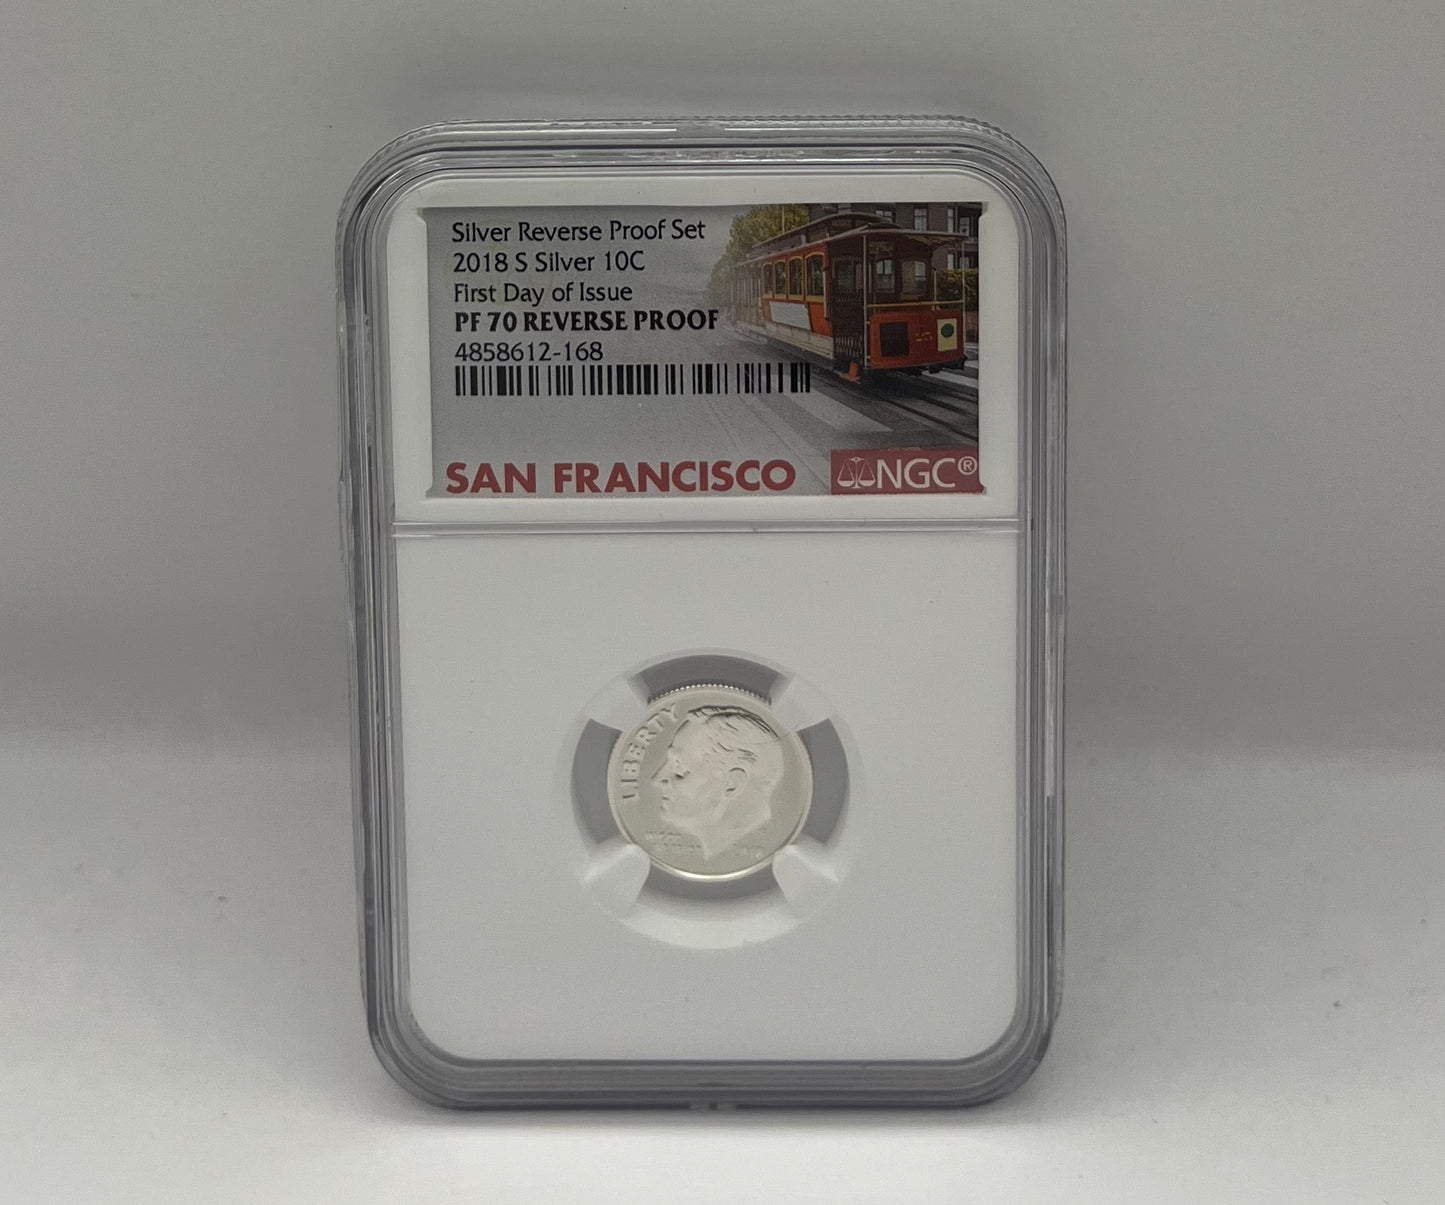 Silver Reverse Proof Set
2018 S Silver 10C
First Day of Issue
PF 70 REVERSE PROOF
4858612-168
SAN FRANCISCO
NGC®
LIBERTY